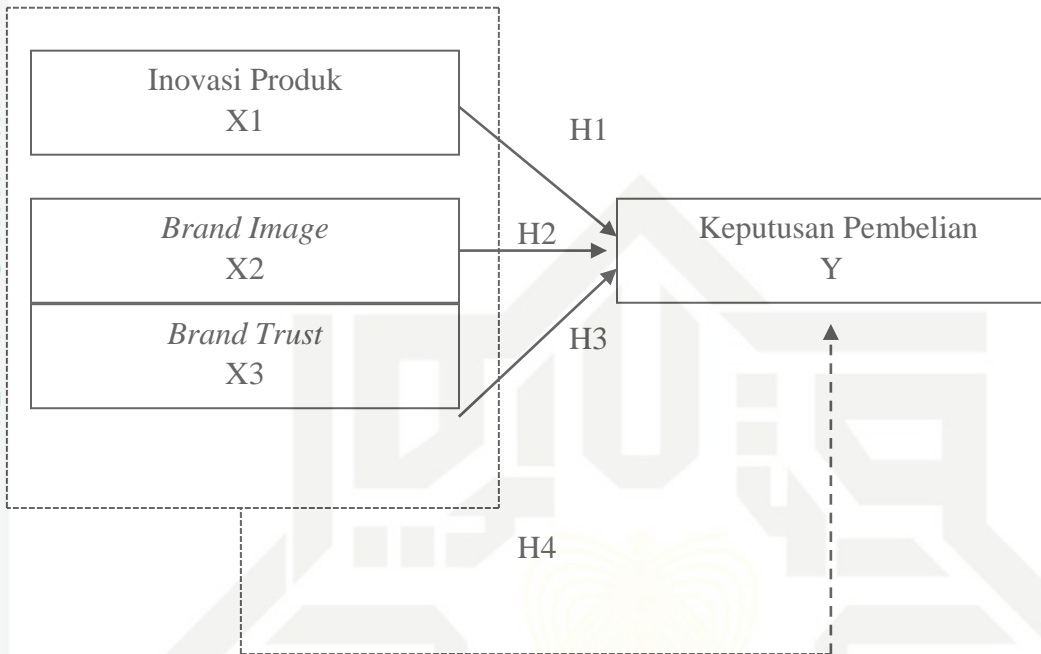 Inovasi Produk
X1
H1
Brand Image
X2
H2
Keputusan Pembelian
Y
Brand Trust
X3
H3
H4